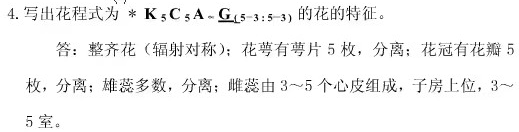 4. 写出花程式为 * K₅C₅A∞G̲₍₅₋₃:₅₋₃₎ 的花的特征。
答：整齐花（辐射对称）；花萼有萼片 5 枚，分离；花冠有花瓣 5
枚，分离；雄蕊多数，分离；雌蕊由 3～5 个心皮组成，子房上位，3～
5 室。